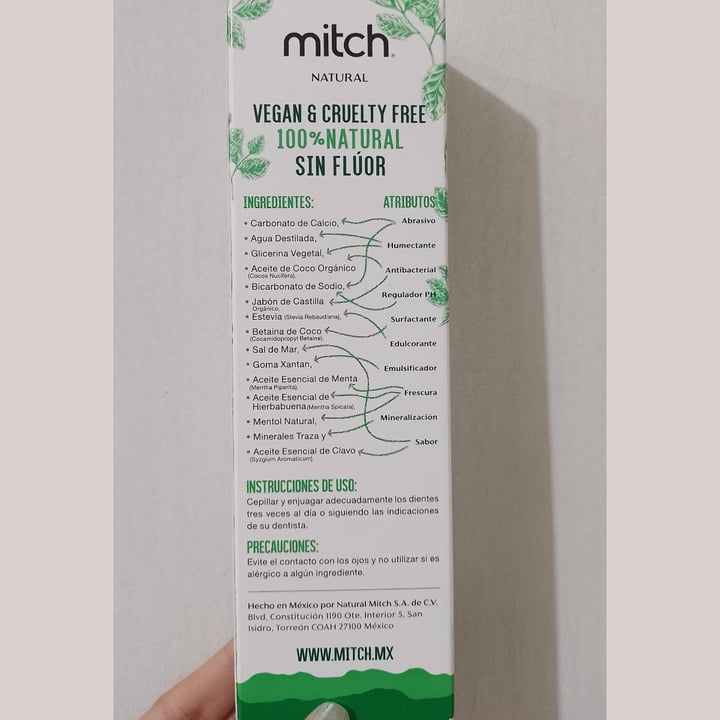 mitch
NATURAL
VEGAN & CRUELTY FREE
100%NATURAL
SIN FLÚOR
INGREDIENTES:
• Carbonato de Calcio,
• Agua Destilada,
• Glicerina Vegetal,
• Aceite de Coco Orgánico
(Cocos Nucifera),
• Bicarbonato de Sodio,
• Jabón de Castilla
Orgánico,
• Estevia (Stevia Rebaudiana),
• Betaína de Coco
(Cocamidopropyl Betaine),
• Sal de Mar,
• Goma Xantan,
• Aceite Esencial de Menta
(Mentha Piperita),
• Aceite Esencial de
Hierbabuena (Mentha Spicata),
• Mentol Natural,
• Minerales Traza y
• Aceite Esencial de Clavo
(Syzgium Aromaticum).
ATRIBUTOS
Abrasivo
Humectante
Antibacterial
Regulador PH
Surfactante
Edulcorante
Emulsificador
Frescura
Mineralización
Sabor
INSTRUCCIONES DE USO:
Cepillar y enjuagar adecuadamente los dientes
tres veces al día o siguiendo las indicaciones
de su dentista.
PRECAUCIONES:
Evite el contacto con los ojos y no utilizar si es
alérgico a algún ingrediente.
Hecho en México por Natural Mitch S.A. de C.V.
Blvd. Constitución 1190 Ote. Interior 5, San
Isidro, Torreón COAH 27100 México
WWW.MITCH.MX